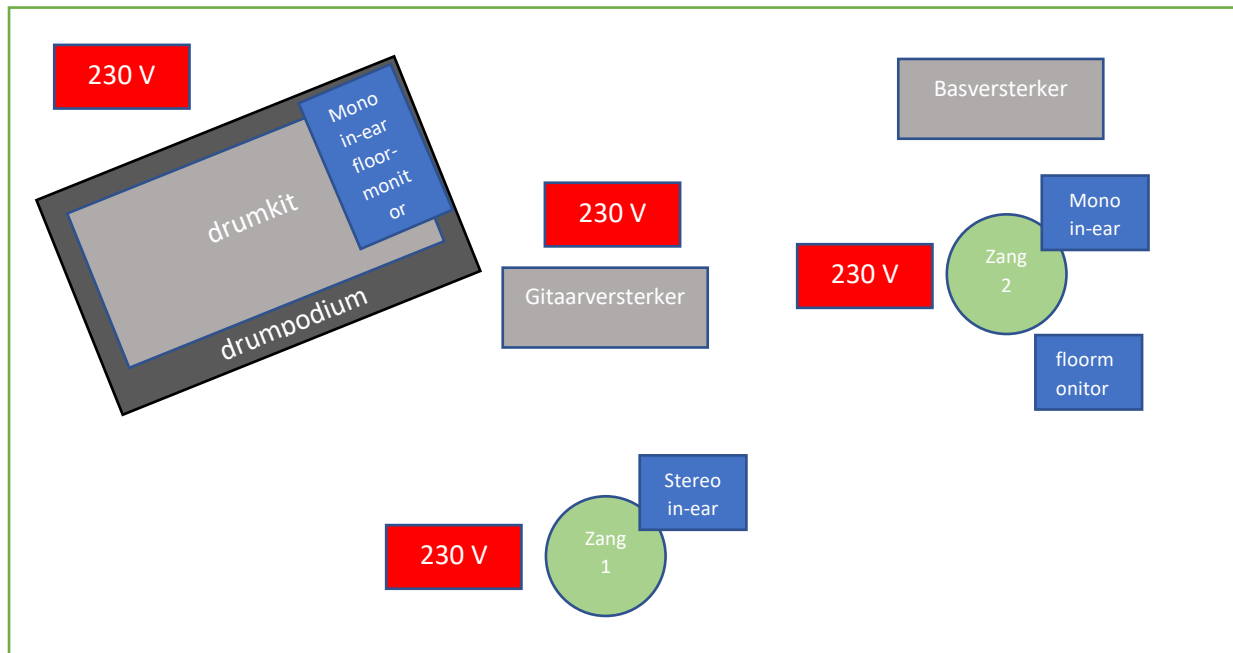 230 V
Mono
in-ear
floor-
monit
or
drumkit
drumpodium
Basversterker
230 V
Gitaarversterker
Mono
in-ear
230 V
Zang
2
floorm
onitor
Stereo
in-ear
230 V
Zang
1